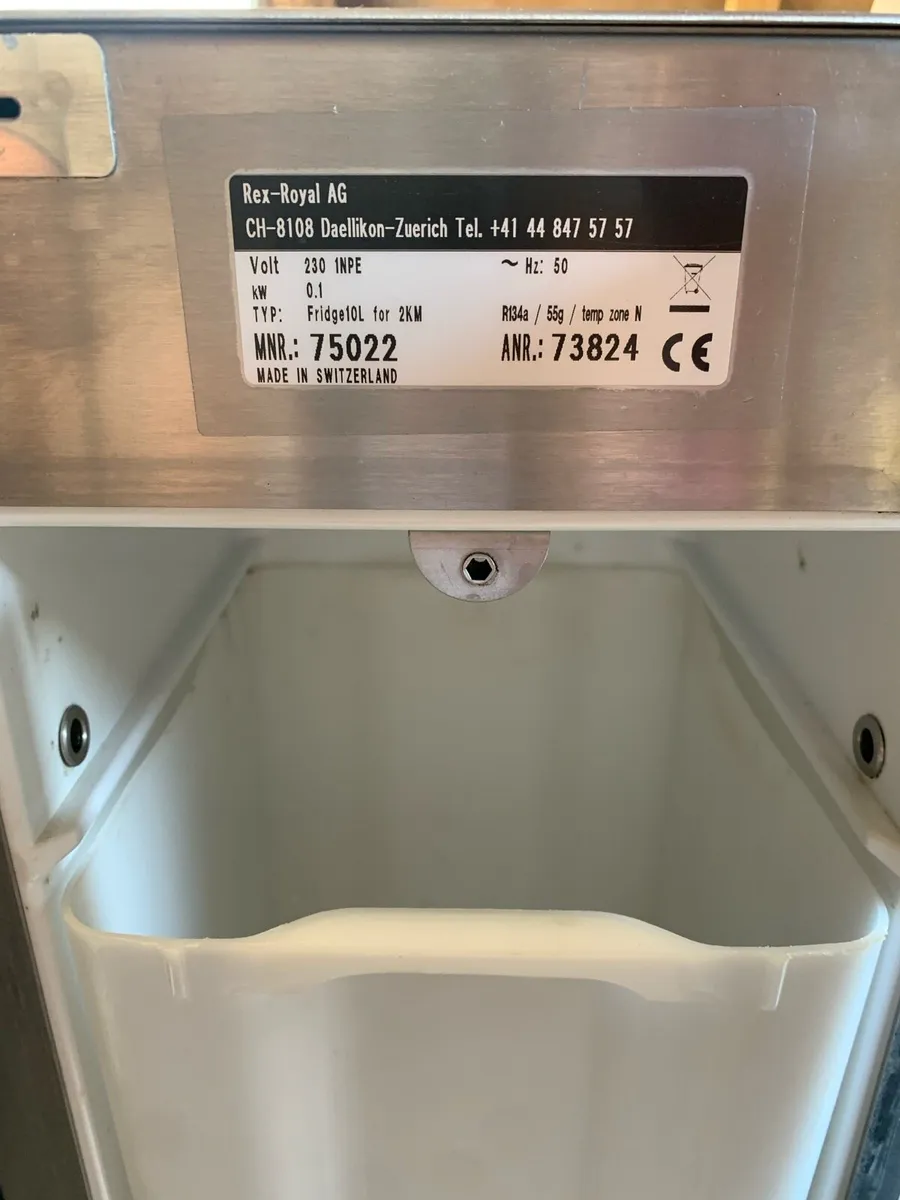 Rex-Royal AG
CH-8108 Daellikon-Zuerich Tel. +41 44 847 57 57
Volt 230 1NPE ~ Hz: 50
kW 0.1
TYP: Fridge10L for 2KM R134a / 55g / temp zone N
MNR.: 75022 ANR.: 73824 CE
MADE IN SWITZERLAND